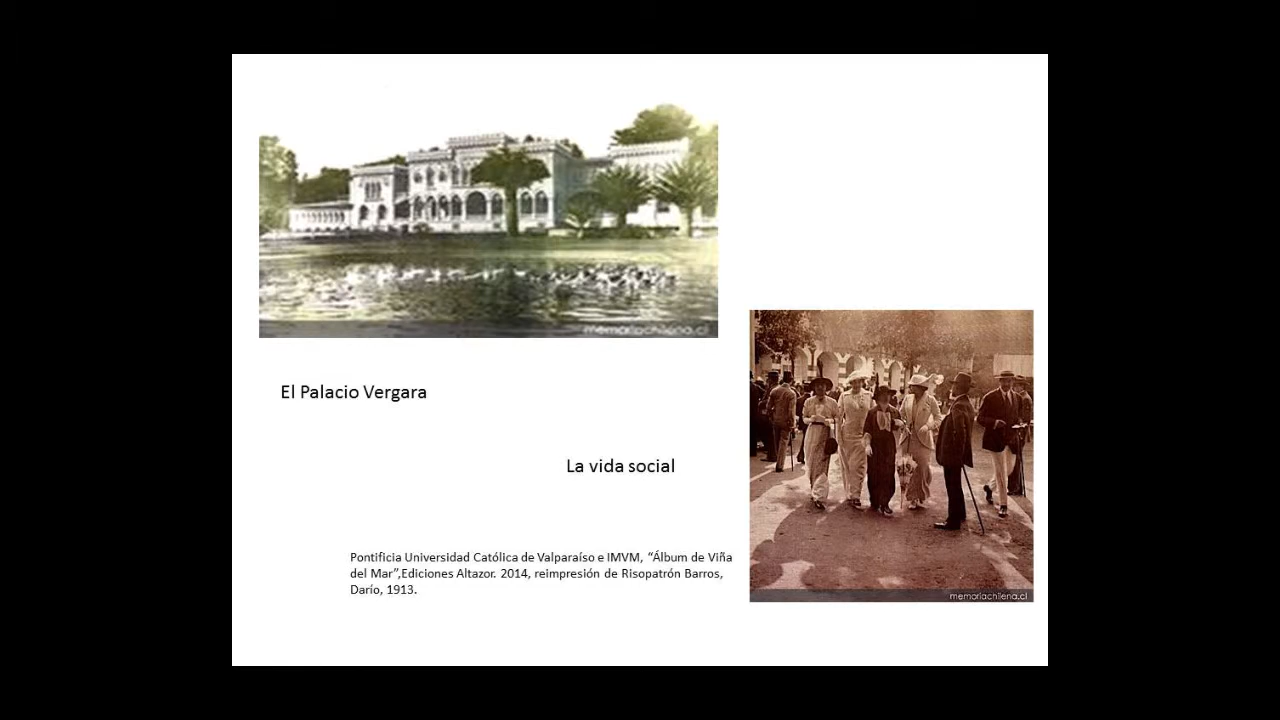 memoriachilena.cl
El Palacio Vergara
La vida social
Pontificia Universidad Católica de Valparaíso e IMVM, “Álbum de Viña
del Mar”,Ediciones Altazor. 2014, reimpresión de Risopatrón Barros,
Darío, 1913.
memoriachilena.cl